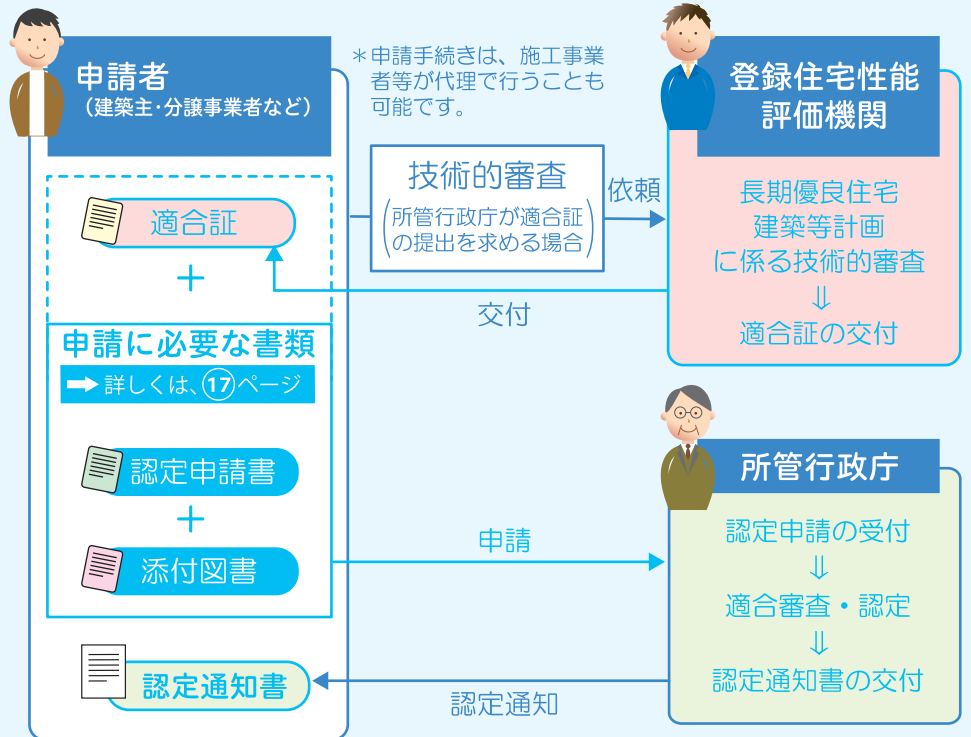 申請者
（建築主・分譲事業者など）
＊申請手続きは、施工事業
者等が代理で行うことも
可能です。
登録住宅性能
評価機関
技術的審査
（所管行政庁が適合証
の提出を求める場合）
依頼
長期優良住宅
建築等計画
に係る技術的審査
⇓
適合証の交付
適合証
＋
交付
申請に必要な書類
➡詳しくは、⑰ページ
認定申請書
＋
添付図書
申請
所管行政庁
認定申請の受付
⇓
適合審査・認定
⇓
認定通知書の交付
認定通知書
認定通知